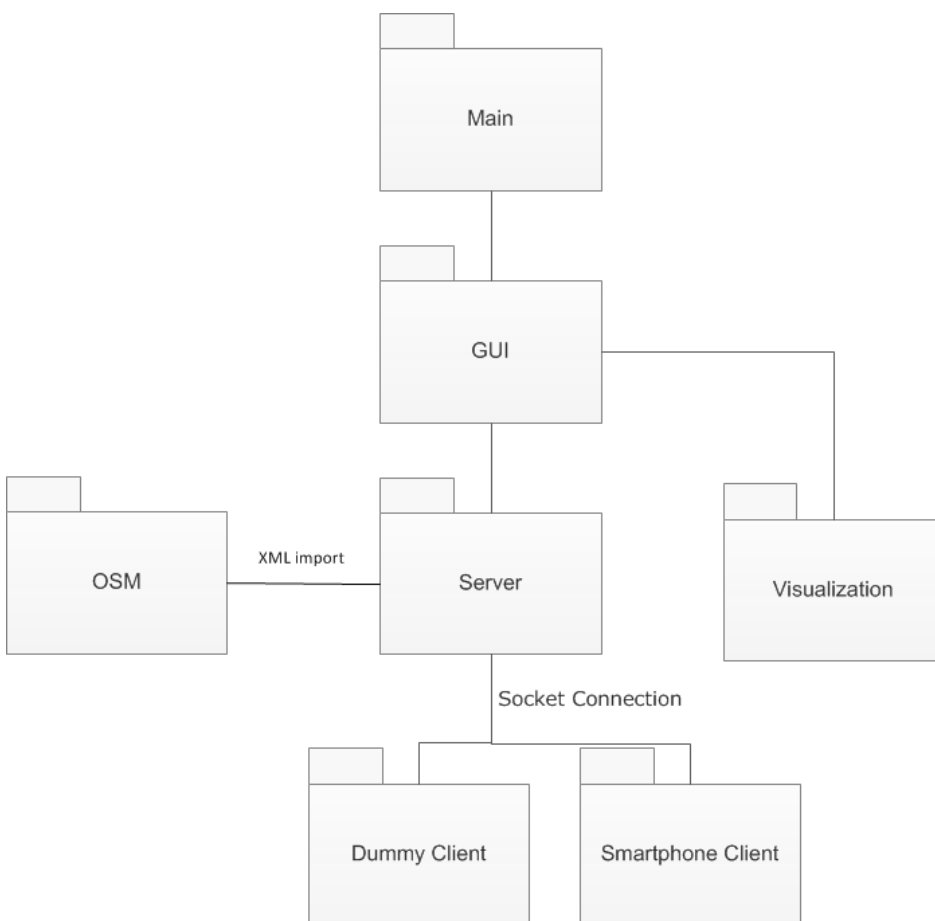 Main
GUI
OSM
XML import
Server
Visualization
Socket Connection
Dummy Client
Smartphone Client